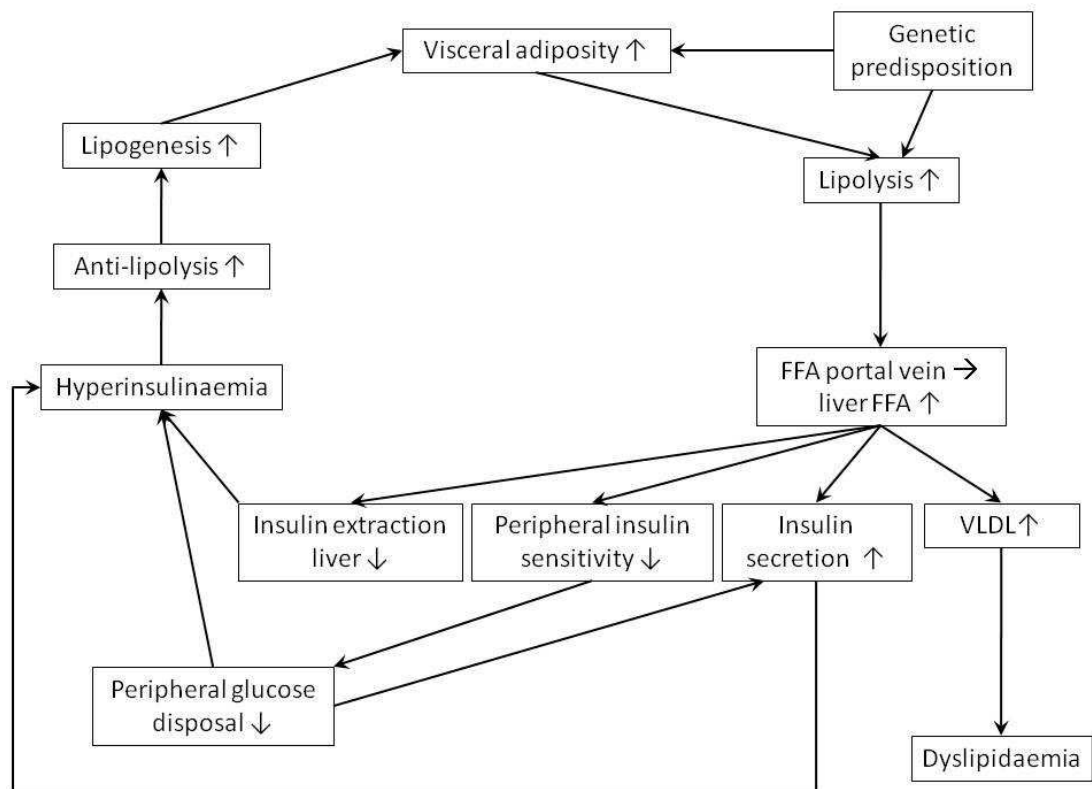 Visceral adiposity ↑
Genetic
predisposition
Lipogenesis ↑
Lipolysis ↑
Anti-lipolysis ↑
Hyperinsulinaemia
FFA portal vein →
liver FFA ↑
Insulin extraction
liver ↓
Peripheral insulin
sensitivity ↓
Insulin
secretion ↑
VLDL ↑
Peripheral glucose
disposal ↓
Dyslipidaemia